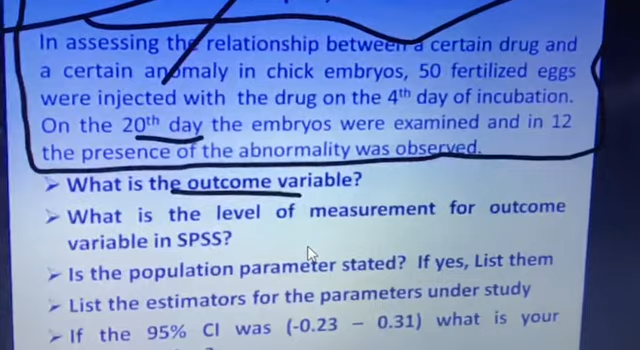 In assessing the relationship between a certain drug and
a certain anomaly in chick embryos, 50 fertilized eggs
were injected with the drug on the 4th day of incubation.
On the 20th day the embryos were examined and in 12
the presence of the abnormality was observed.
➢ What is the outcome variable?
➢ What is the level of measurement for outcome
variable in SPSS?
➢ Is the population parameter stated? If yes, List them
➢ List the estimators for the parameters under study
➢ If the 95% CI was (-0.23 – 0.31) what is your